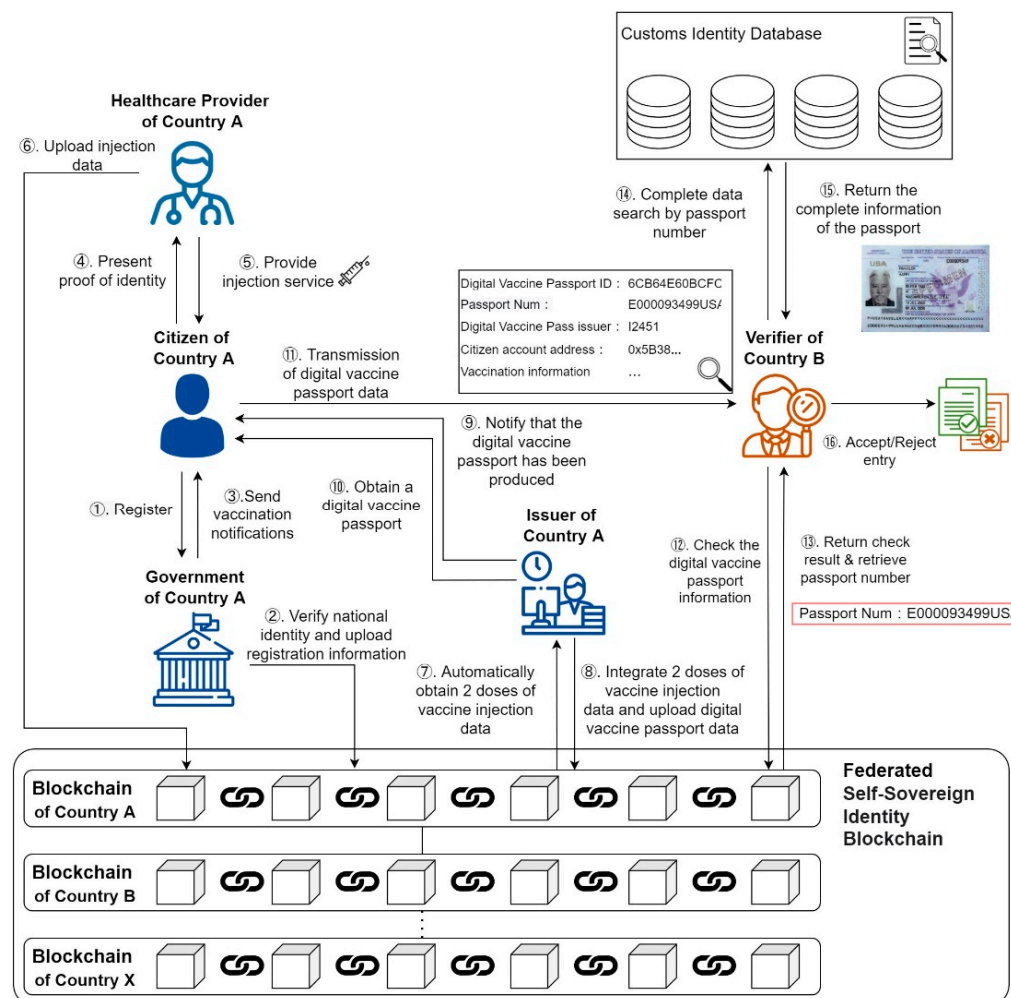 Customs Identity Database
Healthcare Provider
of Country A
⑥. Upload injection
data
④. Present
proof of identity
⑤. Provide
injection service
⑭. Complete data
search by passport
number
⑮. Return the
complete information
of the passport
THE UNITED STATES OF AMERICA
USA
Digital Vaccine Passport ID : 6CB64E60BCFC
Passport Num : E000093499USA
Digital Vaccine Pass issuer : I2451
Citizen account address : 0x5B38...
Vaccination information ...
Citizen of
Country A
Verifier of
Country B
⑪. Transmission
of digital vaccine
passport data
⑨. Notify that the
digital vaccine
passport has been
produced
⑯. Accept/Reject
entry
⑩. Obtain a
digital vaccine
passport
①. Register
③.Send
vaccination
notifications
Issuer of
Country A
⑫. Check the
digital vaccine
passport
information
⑬. Return check
result & retrieve
passport number
Passport Num : E000093499US
Government
of Country A
②. Verify national
identity and upload
registration information
⑦. Automatically
obtain 2 doses of
vaccine injection
data
⑧. Integrate 2 doses of
vaccine injection
data and upload digital
vaccine passport data
Blockchain
of Country A
Federated
Self-Sovereign
Identity
Blockchain
Blockchain
of Country B
Blockchain
of Country X